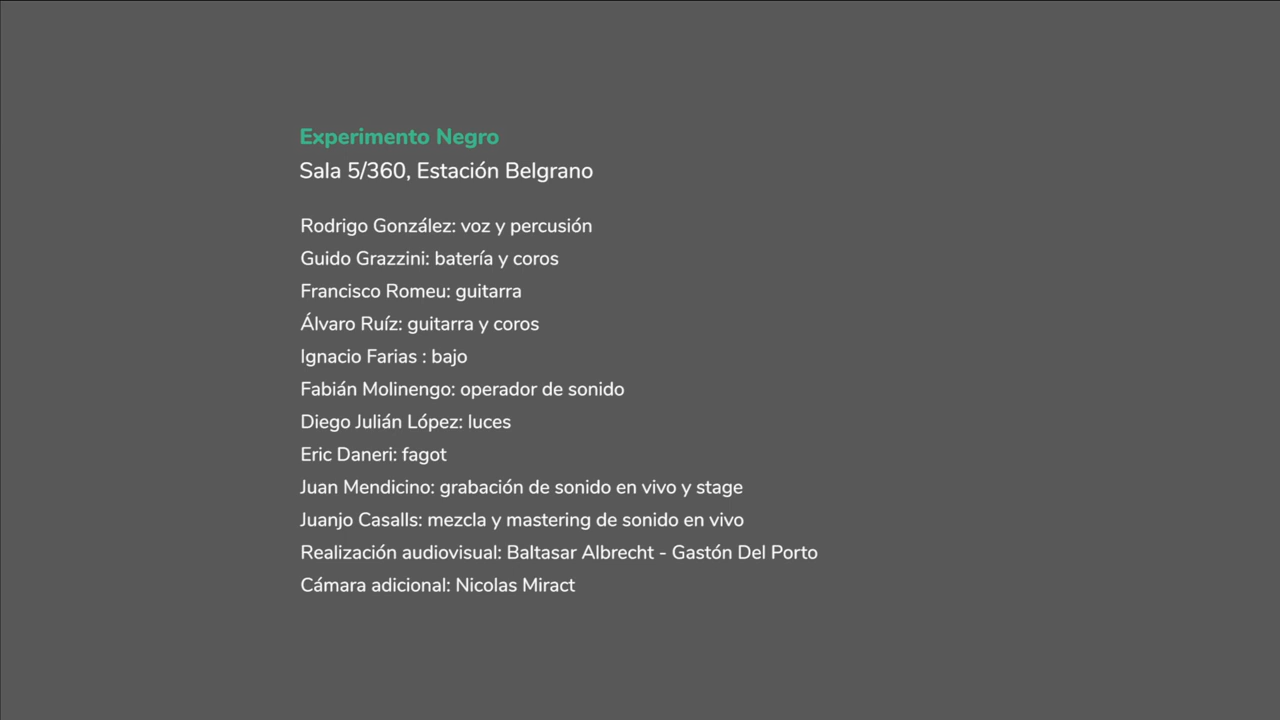 Experimento Negro
Sala 5/360, Estación Belgrano
Rodrigo González: voz y percusión
Guido Grazzini: batería y coros
Francisco Romeu: guitarra
Álvaro Ruíz: guitarra y coros
Ignacio Farias : bajo
Fabián Molinengo: operador de sonido
Diego Julián López: luces
Eric Daneri: fagot
Juan Mendicino: grabación de sonido en vivo y stage
Juanjo Casalls: mezcla y mastering de sonido en vivo
Realización audiovisual: Baltasar Albrecht - Gastón Del Porto
Cámara adicional: Nicolas Miract